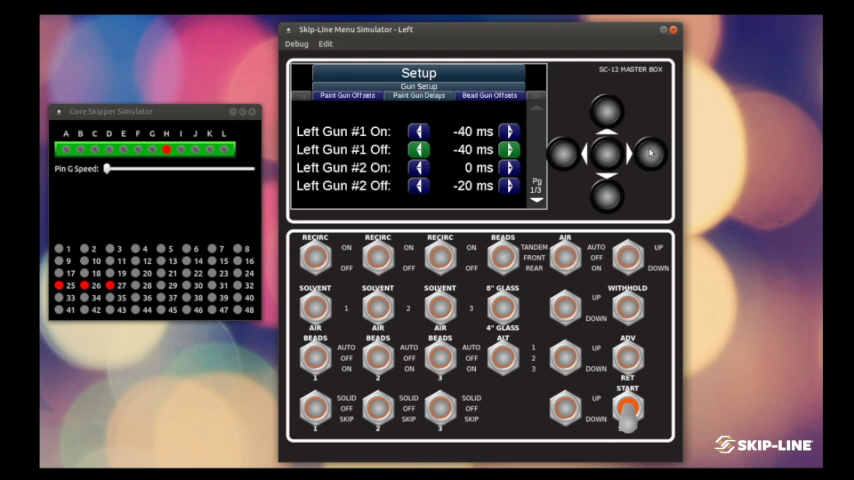 Skip-Line Menu Simulator - Left
Debug Edit
Setup
Gun Setup
Paint Gun Offsets Paint Gun Delays Bead Gun Offsets
Left Gun #1 On: -40 ms
Left Gun #1 Off: -40 ms
Left Gun #2 On: 0 ms
Left Gun #2 Off: -20 ms
Pg
1/3
SC-12 MASTER BOX
Core Skipper Simulator
A B C D E F G H I J K L
Pin G Speed:
1 2 3 4 5 6 7 8
9 10 11 12 13 14 15 16
17 18 19 20 21 22 23 24
25 26 27 28 29 30 31 32
33 34 35 36 37 38 39 40
41 42 43 44 45 46 47 48
RECIRC RECIRC RECIRC BEADS AIR
ON ON ON TANDEM AUTO UP
FRONT OFF
OFF OFF OFF REAR ON DOWN
SOLVENT SOLVENT SOLVENT 8" GLASS WITHHOLD
UP
1 2 3
DOWN
AIR AIR AIR 4" GLASS
BEADS BEADS BEADS ALT ADV
AUTO AUTO AUTO 1 UP
OFF OFF OFF 2
ON ON ON 3 DOWN
1 2 3 RET
START
SOLID SOLID SOLID UP
OFF OFF OFF
SKIP SKIP SKIP DOWN
1 2 3
SKIP-LINE